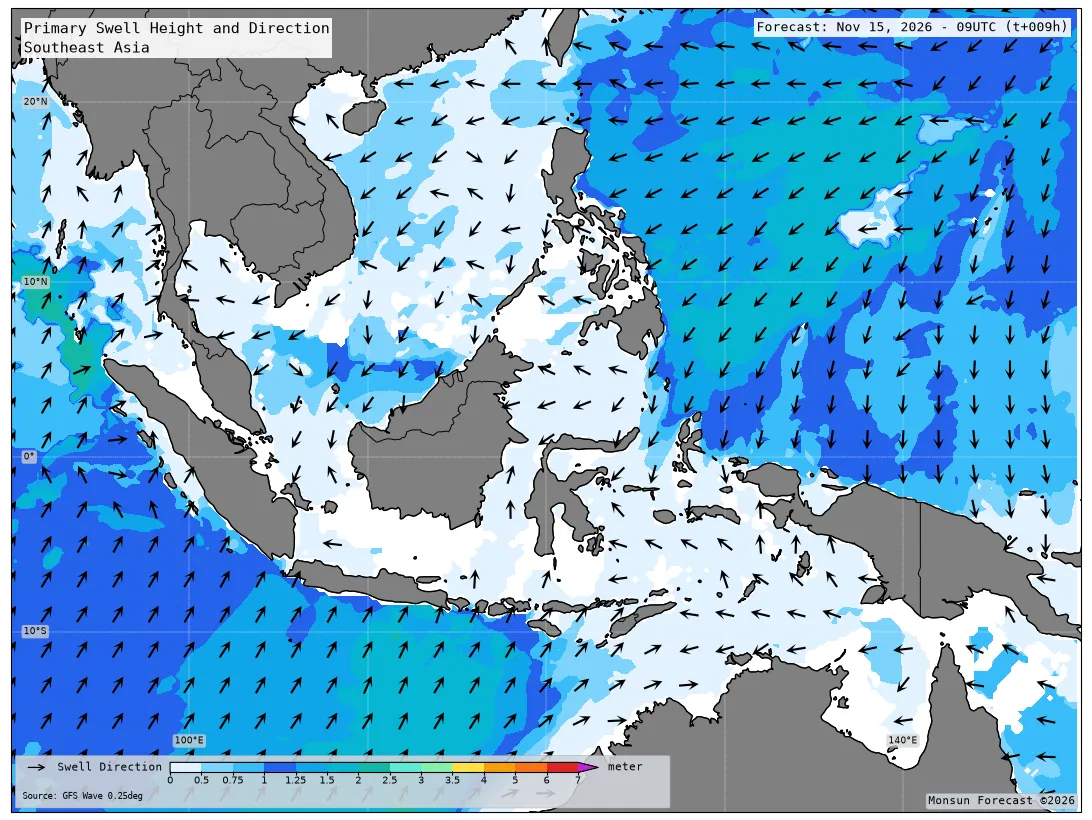 Primary Swell Height and Direction
Southeast Asia
Forecast: Nov 15, 2026 - 09UTC (t+009h)
20°N
10°N
0°
10°S
100°E
140°E
Swell Direction
meter
0 0.5 0.75 1 1.25 1.5 2 2.5 3 3.5 4 5 6 7
Source: GFS Wave 0.25deg
Monsun Forecast ©2026